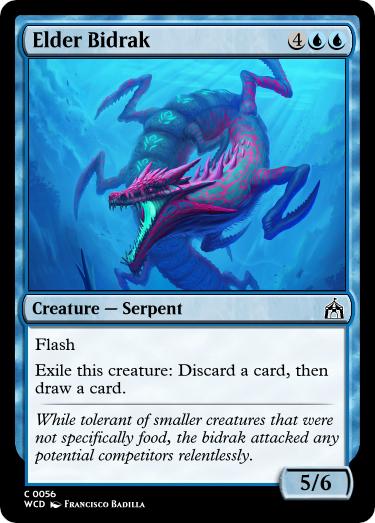 Elder Bidrak 4
Creature — Serpent
Flash
Exile this creature: Discard a card, then
draw a card.
While tolerant of smaller creatures that were
not specifically food, the bidrak attacked any
potential competitors relentlessly.
5/6
C 0056
WCD Francisco Badilla